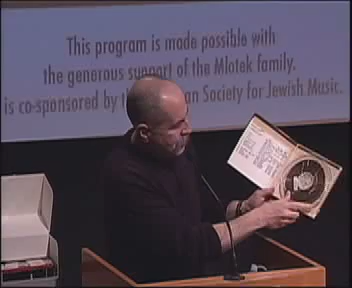 This program is made possible with
the generous support of the Mlotek family.
is co-sponsored by an Society for Jewish Music.